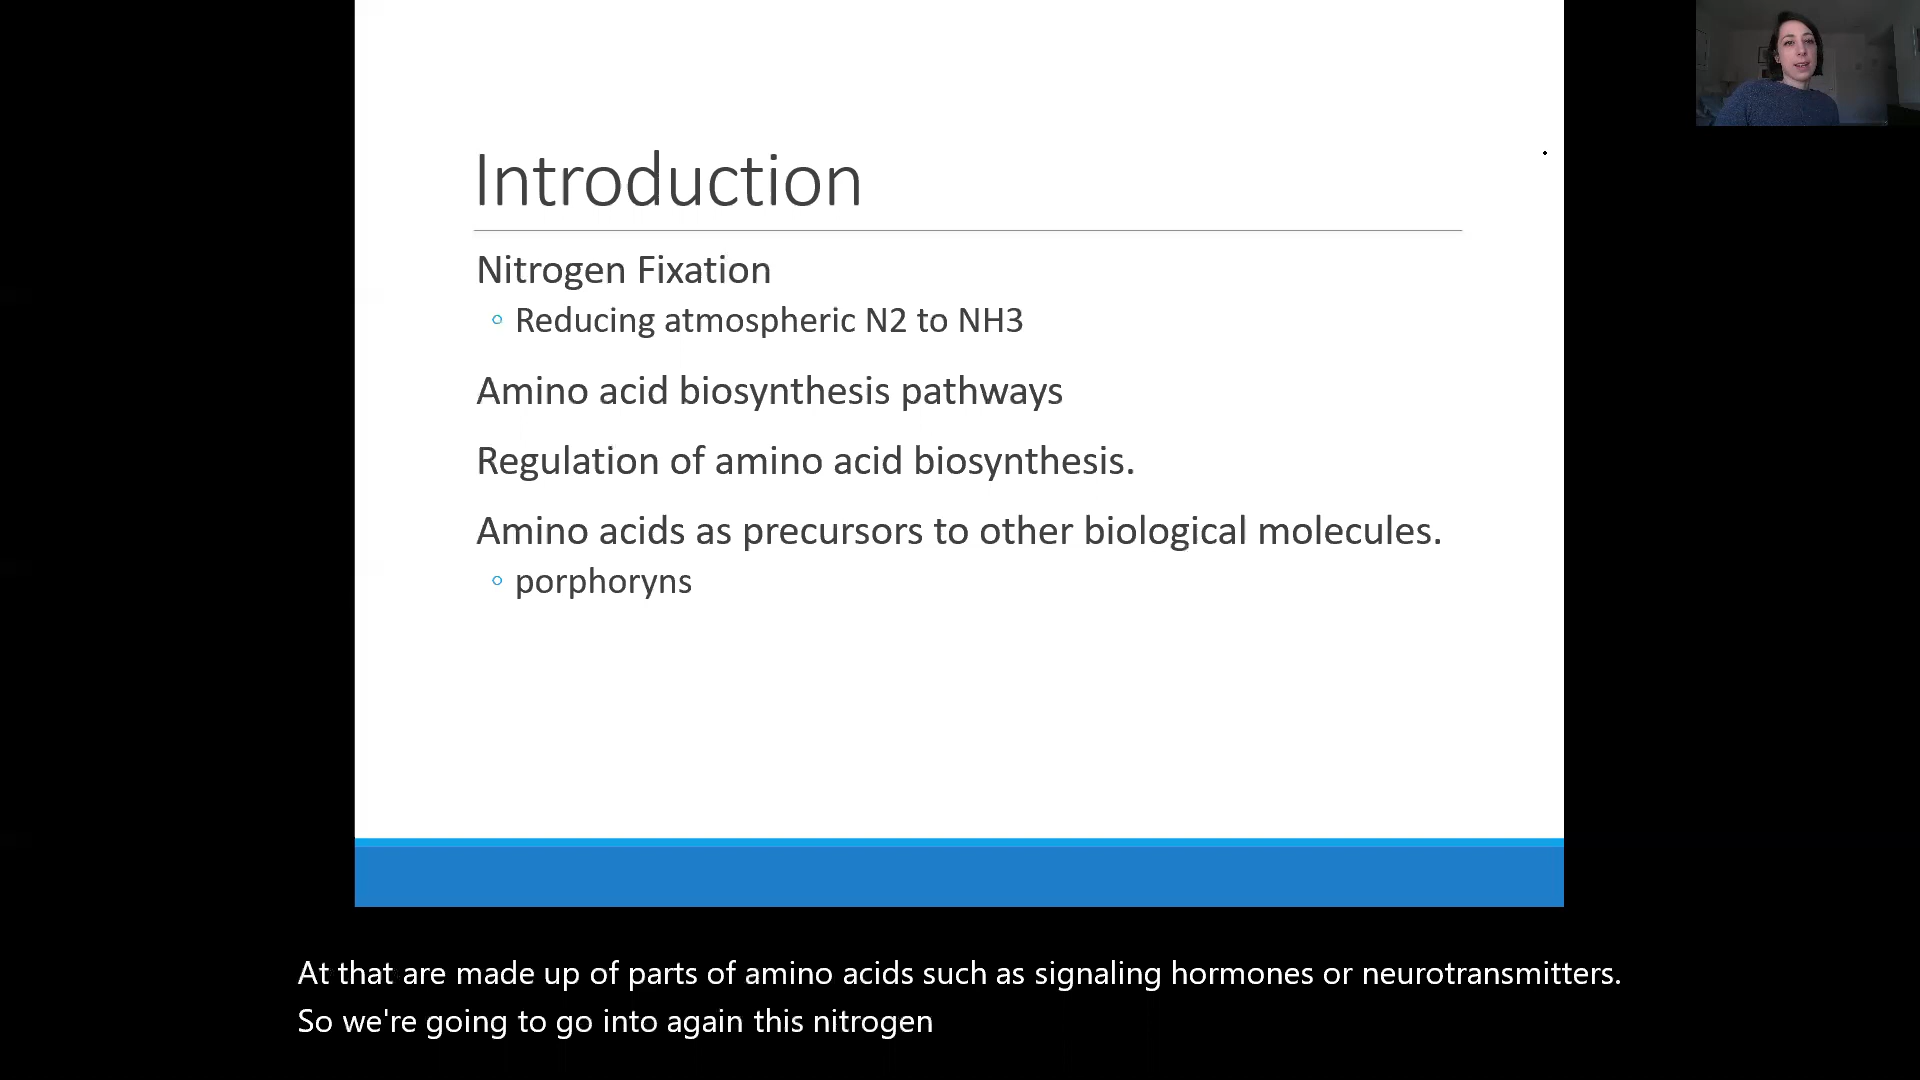 Introduction
Nitrogen Fixation
Reducing atmospheric N2 to NH3
Amino acid biosynthesis pathways
Regulation of amino acid biosynthesis.
Amino acids as precursors to other biological molecules.
porphoryns
At that are made up of parts of amino acids such as signaling hormones or neurotransmitters.
So we're going to go into again this nitrogen